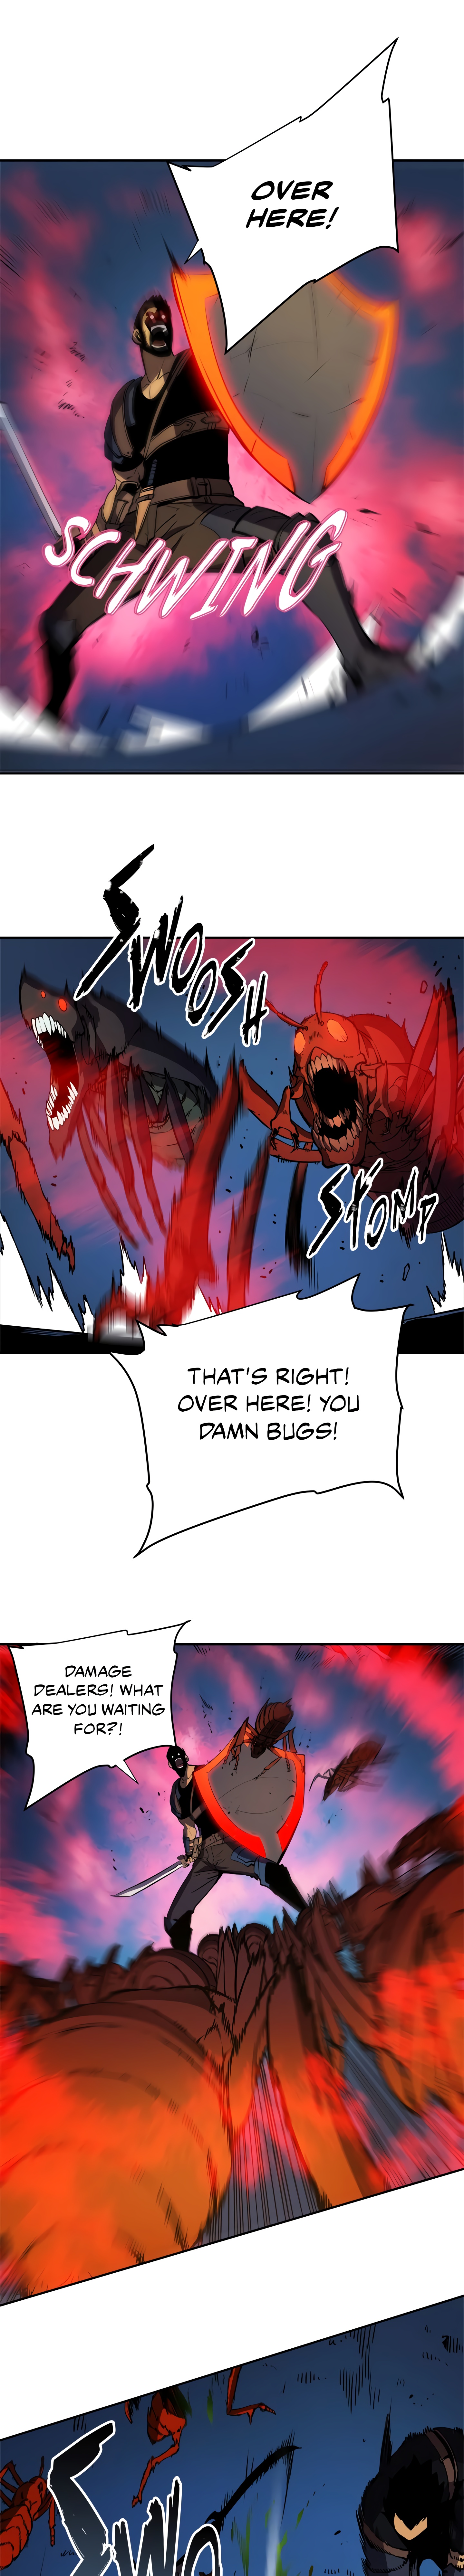 OVER
HERE!
SCHWING
SWOOSH
STOMP
THAT'S RIGHT!
OVER HERE! YOU
DAMN BUGS!
DAMAGE
DEALERS! WHAT
ARE YOU WAITING
FOR?!
SWO